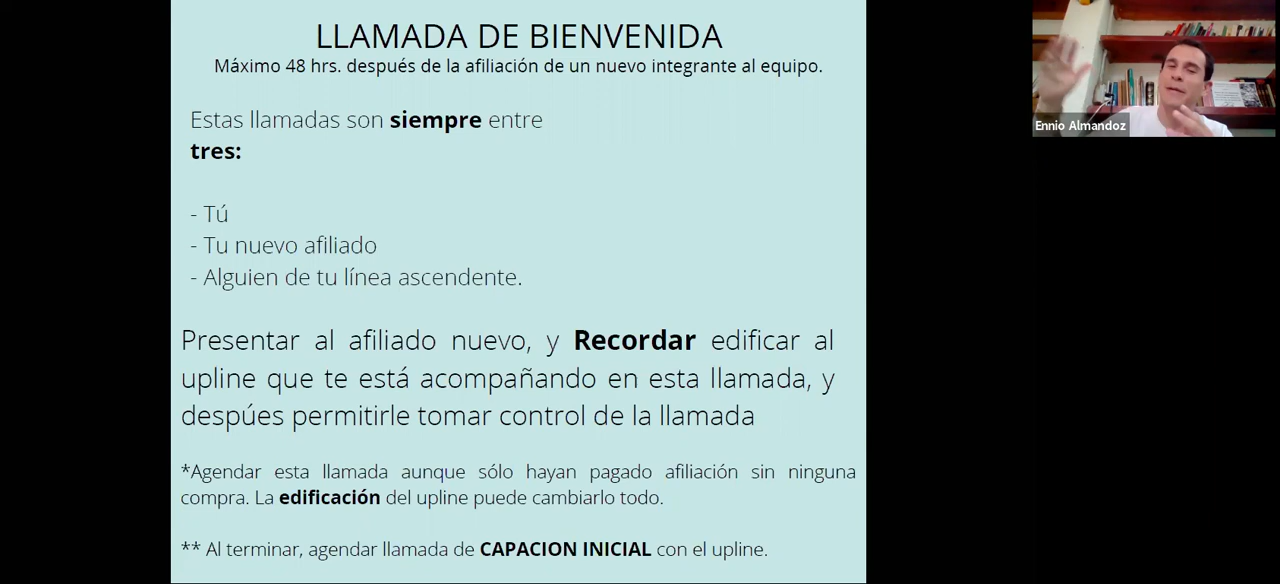 LLAMADA DE BIENVENIDA
Máximo 48 hrs. después de la afiliación de un nuevo integrante al equipo.
Estas llamadas son siempre entre
tres:
- Tú
- Tu nuevo afiliado
- Alguien de tu línea ascendente.
Presentar al afiliado nuevo, y Recordar edificar al
upline que te está acompañando en esta llamada, y
despúes permitirle tomar control de la llamada
*Agendar esta llamada aunque sólo hayan pagado afiliación sin ninguna
compra. La edificación del upline puede cambiarlo todo.
** Al terminar, agendar llamada de CAPACION INICIAL con el upline.
Ennio Almandoz